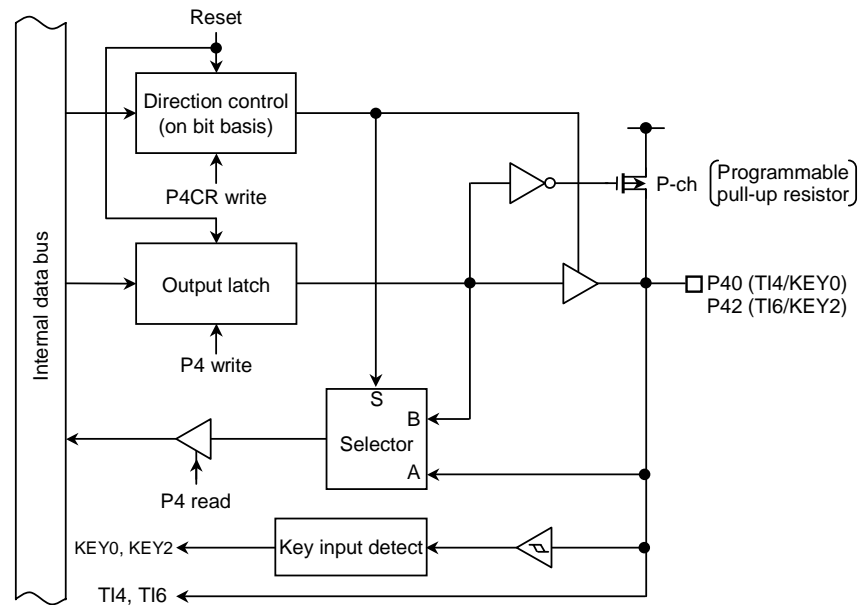 Reset
Direction control
(on bit basis)
P4CR write
Internal data bus
Output latch
P4 write
P-ch
Programmable
pull-up resistor
P40 (TI4/KEY0)
P42 (TI6/KEY2)
S
B
Selector
A
P4 read
KEY0, KEY2
Key input detect
TI4, TI6